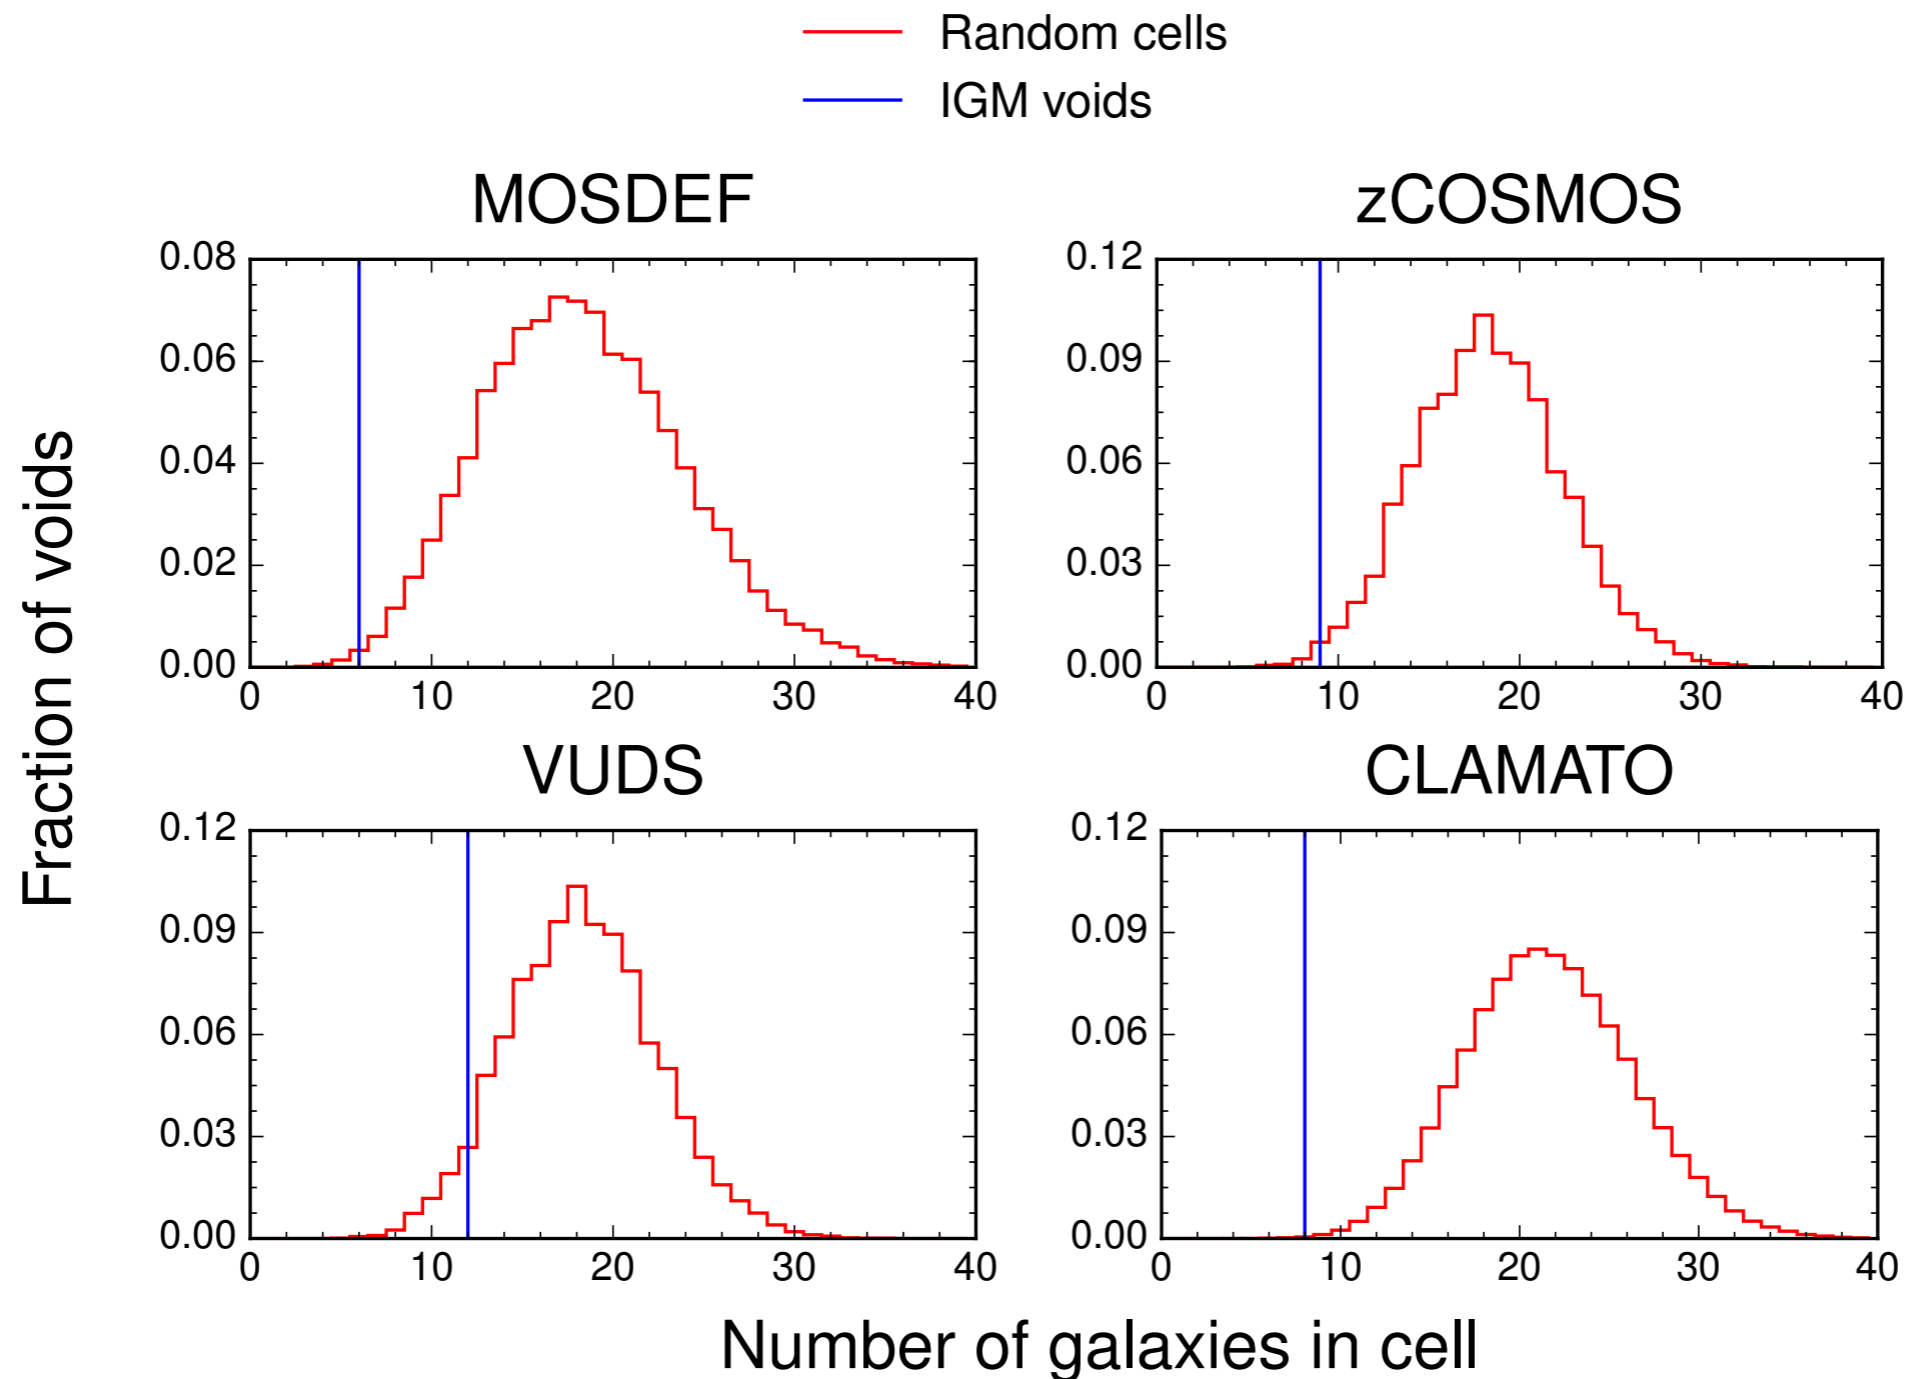 Random cells
IGM voids
MOSDEF
zCOSMOS
0.08
0.06
0.04
0.02
0.00
0 10 20 30 40
0.12
0.09
0.06
0.03
0.00
0 10 20 30 40
Fraction of voids
VUDS
CLAMATO
0.12
0.09
0.06
0.03
0.00
0 10 20 30 40
0.12
0.09
0.06
0.03
0.00
0 10 20 30 40
Number of galaxies in cell